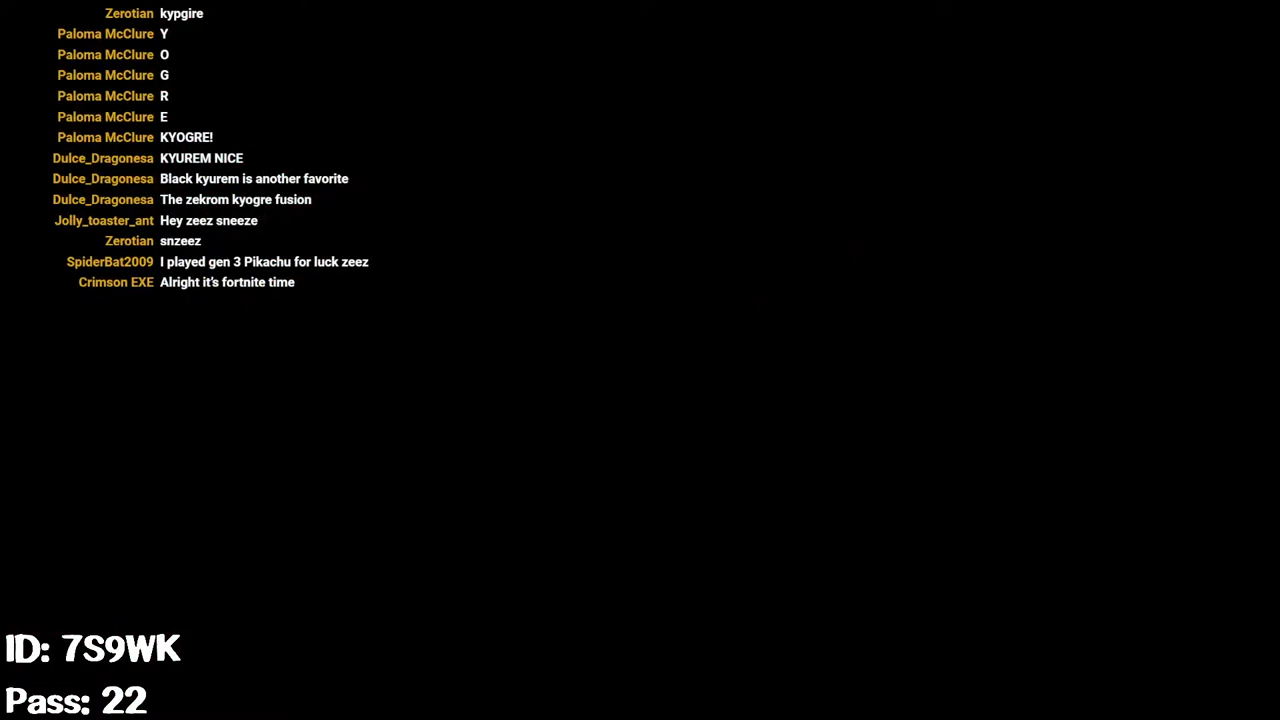 Zerotian kypgire
Paloma McClure Y
Paloma McClure O
Paloma McClure G
Paloma McClure R
Paloma McClure E
Paloma McClure KYOGRE!
Dulce_Dragonesa KYUREM NICE
Dulce_Dragonesa Black kyurem is another favorite
Dulce_Dragonesa The zekrom kyogre fusion
Jolly_toaster_ant Hey zeez sneeze
Zerotian snzeez
SpiderBat2009 I played gen 3 Pikachu for luck zeez
Crimson EXE Alright it’s fortnite time
ID: 7S9WK
Pass: 22